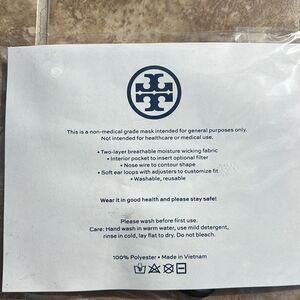 This is a non-medical grade mask intended for general purposes only.
Not intended for healthcare or medical use.
• Two-layer breathable moisture wicking fabric
• Interior pocket to insert optional filter
• Nose wire to contour shape
• Soft ear loops with adjusters to customize fit
• Washable, reusable
Wear it in good health and please stay safe!
Please wash before first use.
Care: Hand wash in warm water, use mild detergent,
rinse in cold, lay flat to dry. Do not bleach.
100% Polyester • Made in Vietnam